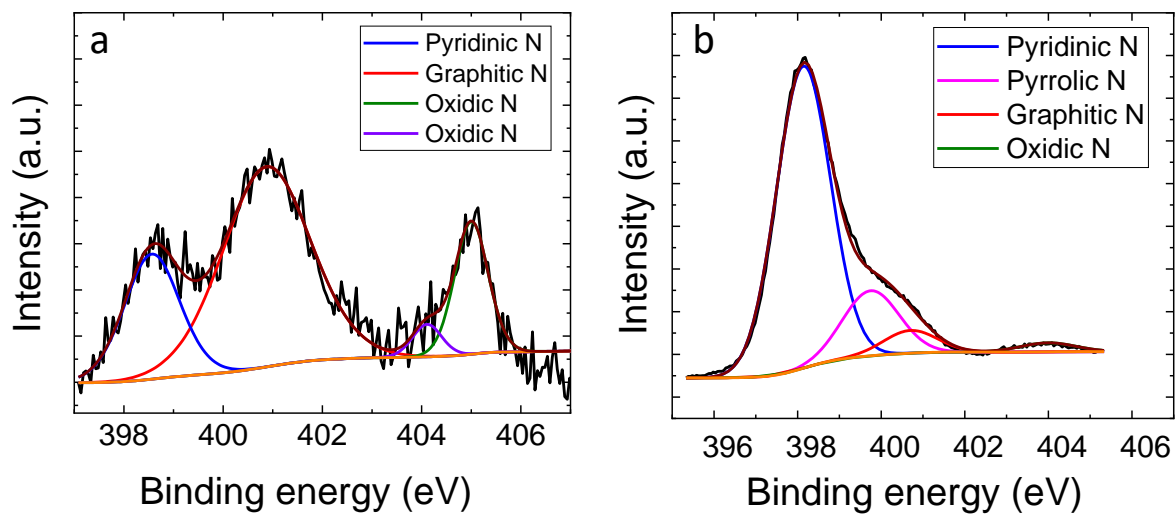 a
Pyridinic N
Graphitic N
Oxidic N
Oxidic N
Intensity (a.u.)
398 400 402 404 406
Binding energy (eV)
b
Pyridinic N
Pyrrolic N
Graphitic N
Oxidic N
Intensity (a.u.)
396 398 400 402 404 406
Binding energy (eV)